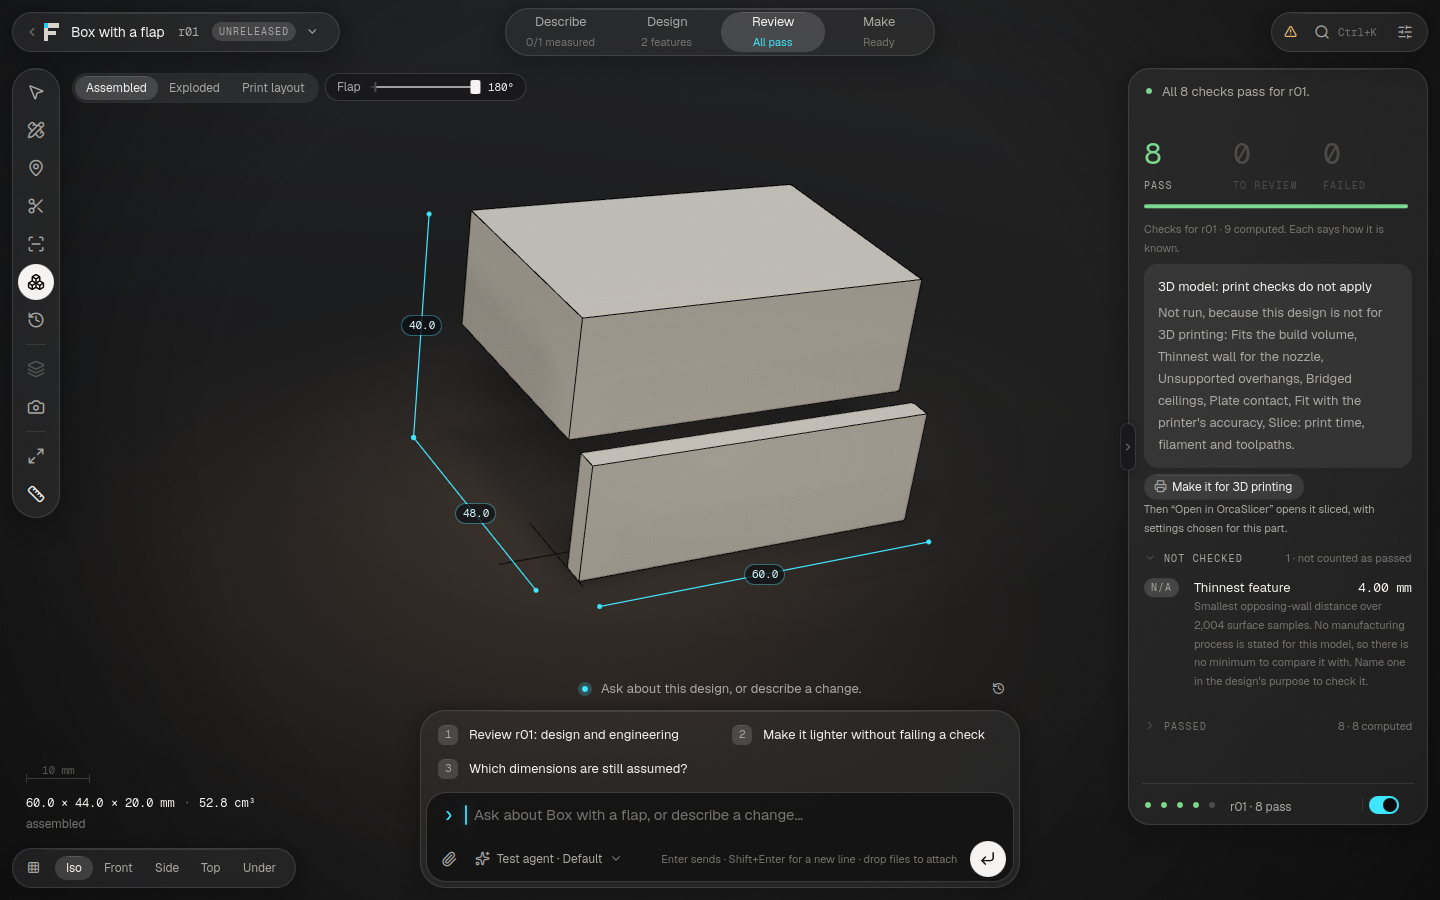 Box with a flap r01 UNRELEASED
Describe
0/1 measured
Design
2 features
Review
All pass
Make
Ready
Ctrl+K
Assembled Exploded Print layout
Flap 180°
40.0
48.0
60.0
All 8 checks pass for r01.
8 0 0
PASS TO REVIEW FAILED
Checks for r01 · 9 computed. Each says how it is
known.
3D model: print checks do not apply
Not run, because this design is not for
3D printing: Fits the build volume,
Thinnest wall for the nozzle,
Unsupported overhangs, Bridged
ceilings, Plate contact, Fit with the
printer's accuracy, Slice: print time,
filament and toolpaths.
Make it for 3D printing
Then “Open in OrcaSlicer” opens it sliced, with
settings chosen for this part.
NOT CHECKED 1 · not counted as passed
N/A Thinnest feature 4.00 mm
Smallest opposing-wall distance over
2,004 surface samples. No manufacturing
process is stated for this model, so there is
no minimum to compare it with. Name one
in the design's purpose to check it.
PASSED 8 · 8 computed
r01 · 8 pass
Ask about this design, or describe a change.
1 Review r01: design and engineering
2 Make it lighter without failing a check
3 Which dimensions are still assumed?
Ask about Box with a flap, or describe a change...
Test agent · Default
Enter sends · Shift+Enter for a new line · drop files to attach
10 mm
60.0 × 44.0 × 20.0 mm · 52.8 cm³
assembled
Iso Front Side Top Under